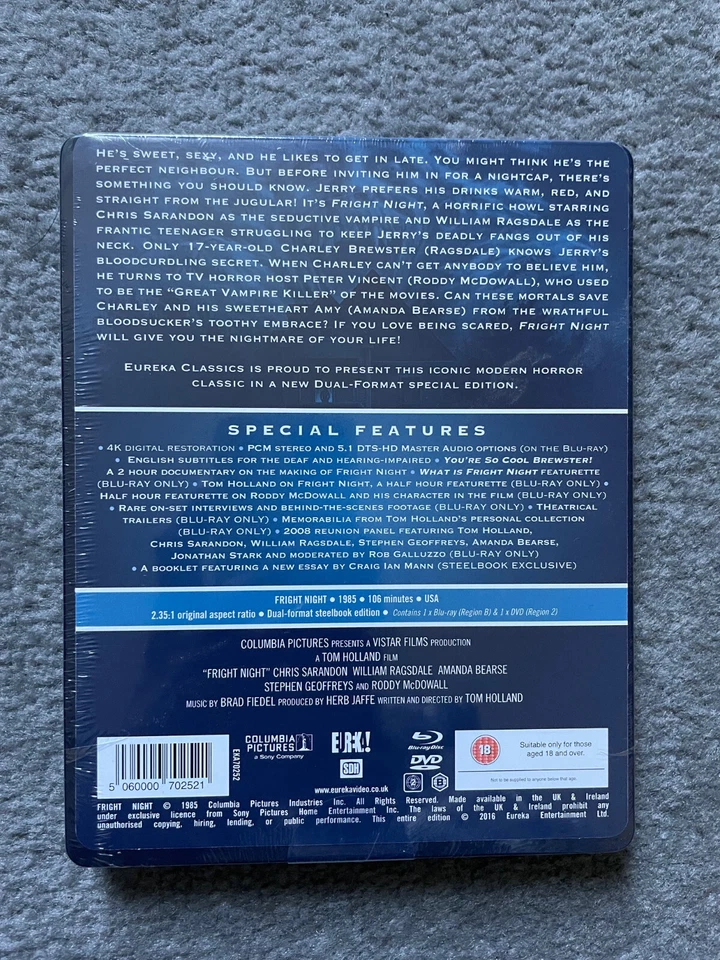 He's sweet, sexy, and he likes to get in late. You might think he's the
perfect neighbour. But before inviting him in for a nightcap, there's
something you should know. Jerry prefers his drinks warm, red, and
straight from the jugular! It's Fright Night, a horrific howl starring
Chris Sarandon as the seductive vampire and William Ragsdale as the
frantic teenager struggling to keep Jerry's deadly fangs out of his
neck. Only 17-year-old Charley Brewster (Ragsdale) knows Jerry's
bloodcurdling secret. When Charley can't get anybody to believe him,
he turns to TV horror host Peter Vincent (Roddy McDowall), who used
to be the "Great Vampire Killer" of the movies. Can these mortals save
Charley and his sweetheart Amy (Amanda Bearse) from the wrathful
bloodsucker's toothy embrace? If you love being scared, Fright Night
will give you the nightmare of your life!
Eureka Classics is proud to present this iconic modern horror
classic in a new Dual-Format special edition.
SPECIAL FEATURES
• 4K digital restoration • PCM stereo and 5.1 DTS-HD Master Audio options (on the Blu-ray)
• English subtitles for the deaf and hearing-impaired • You're So Cool Brewster!
A 2 hour documentary on the making of Fright Night • What is Fright Night featurette
(BLU-RAY ONLY) • Tom Holland on Fright Night, a half hour featurette (BLU-RAY ONLY) •
Half hour featurette on Roddy McDowall and his character in the film (BLU-RAY ONLY)
• Rare on-set interviews and behind-the-scenes footage (BLU-RAY ONLY) • Theatrical
trailers (BLU-RAY ONLY) • Memorabilia from Tom Holland's personal collection
(BLU-RAY ONLY) • 2008 reunion panel featuring Tom Holland,
Chris Sarandon, William Ragsdale, Stephen Geoffreys, Amanda Bearse,
Jonathan Stark and moderated by Rob Galluzzo (BLU-RAY ONLY)
• A booklet featuring a new essay by Craig Ian Mann (STEELBOOK EXCLUSIVE)
FRIGHT NIGHT • 1985 • 106 minutes • USA
2.35:1 original aspect ratio • Dual-format steelbook edition • Contains 1 x Blu-ray (Region B) & 1 x DVD (Region 2)
COLUMBIA PICTURES PRESENTS A VISTAR FILMS PRODUCTION
A TOM HOLLAND FILM
"FRIGHT NIGHT" CHRIS SARANDON WILLIAM RAGSDALE AMANDA BEARSE
STEPHEN GEOFFREYS AND RODDY McDOWALL
MUSIC BY BRAD FIEDEL PRODUCED BY HERB JAFFE WRITTEN AND DIRECTED BY TOM HOLLAND
5 060000 702521
EKA70252
COLUMBIA
PICTURES
a Sony Company
EUREKA!
SDH
www.eurekavideo.co.uk
Blu-ray Disc
DVD
2
B
18
Suitable only for those
aged 18 and over.
Not to be supplied to anyone below that age.
FRIGHT NIGHT © 1985 Columbia Pictures Industries Inc. All Rights Reserved. Made available in the UK & Ireland
under exclusive licence from Sony Pictures Home Entertainment Inc. The laws of the UK & Ireland prohibit any
unauthorised copying, hiring, lending, or public performance. This entire edition © 2016 Eureka Entertainment Ltd.